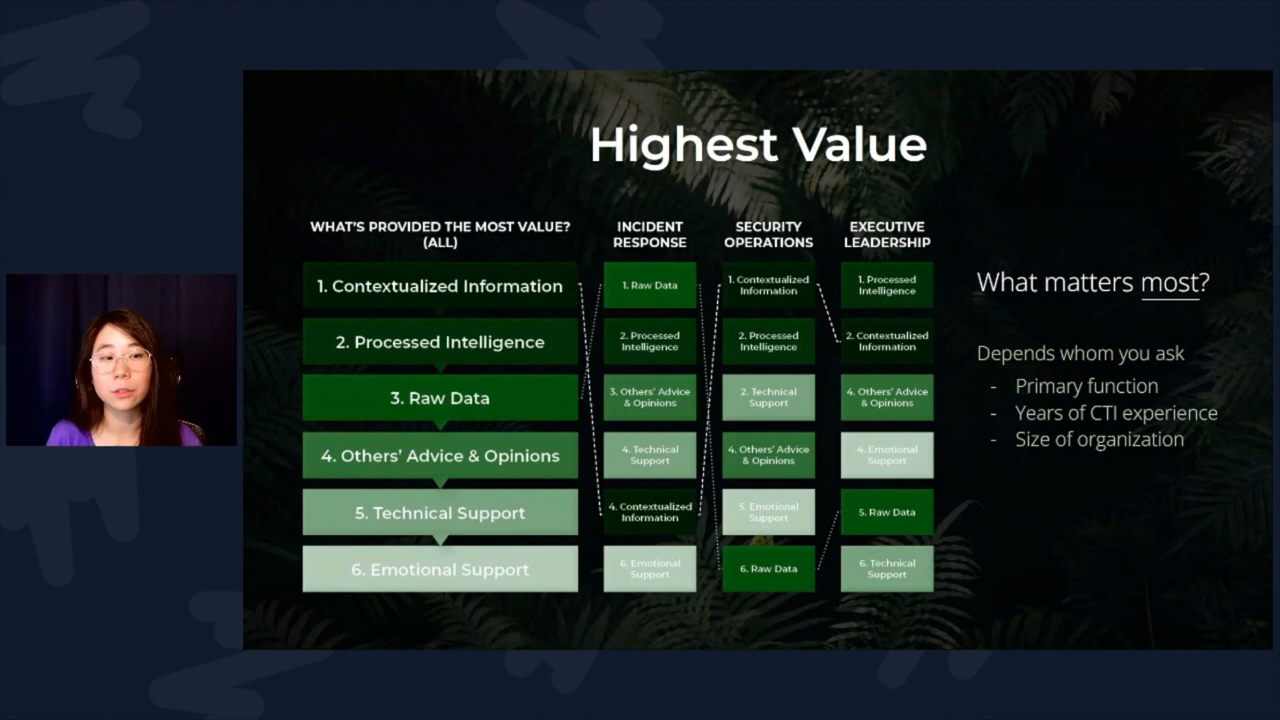 Highest Value
WHAT'S PROVIDED THE MOST VALUE?
(ALL)
1. Contextualized Information
2. Processed Intelligence
3. Raw Data
4. Others' Advice & Opinions
5. Technical Support
6. Emotional Support
INCIDENT
RESPONSE
1. Raw Data
2. Processed
Intelligence
3. Others' Advice
& Opinions
4. Technical
Support
4. Contextualized
Information
6. Emotional
Support
SECURITY
OPERATIONS
1. Contextualized
Information
2. Processed
Intelligence
2. Technical
Support
4. Others' Advice
& Opinions
5. Emotional
Support
6. Raw Data
EXECUTIVE
LEADERSHIP
1. Processed
Intelligence
2. Contextualized
Information
4. Others' Advice
& Opinions
4. Emotional
Support
5. Raw Data
6. Technical
Support
What matters most?
Depends whom you ask
- Primary function
- Years of CTI experience
- Size of organization